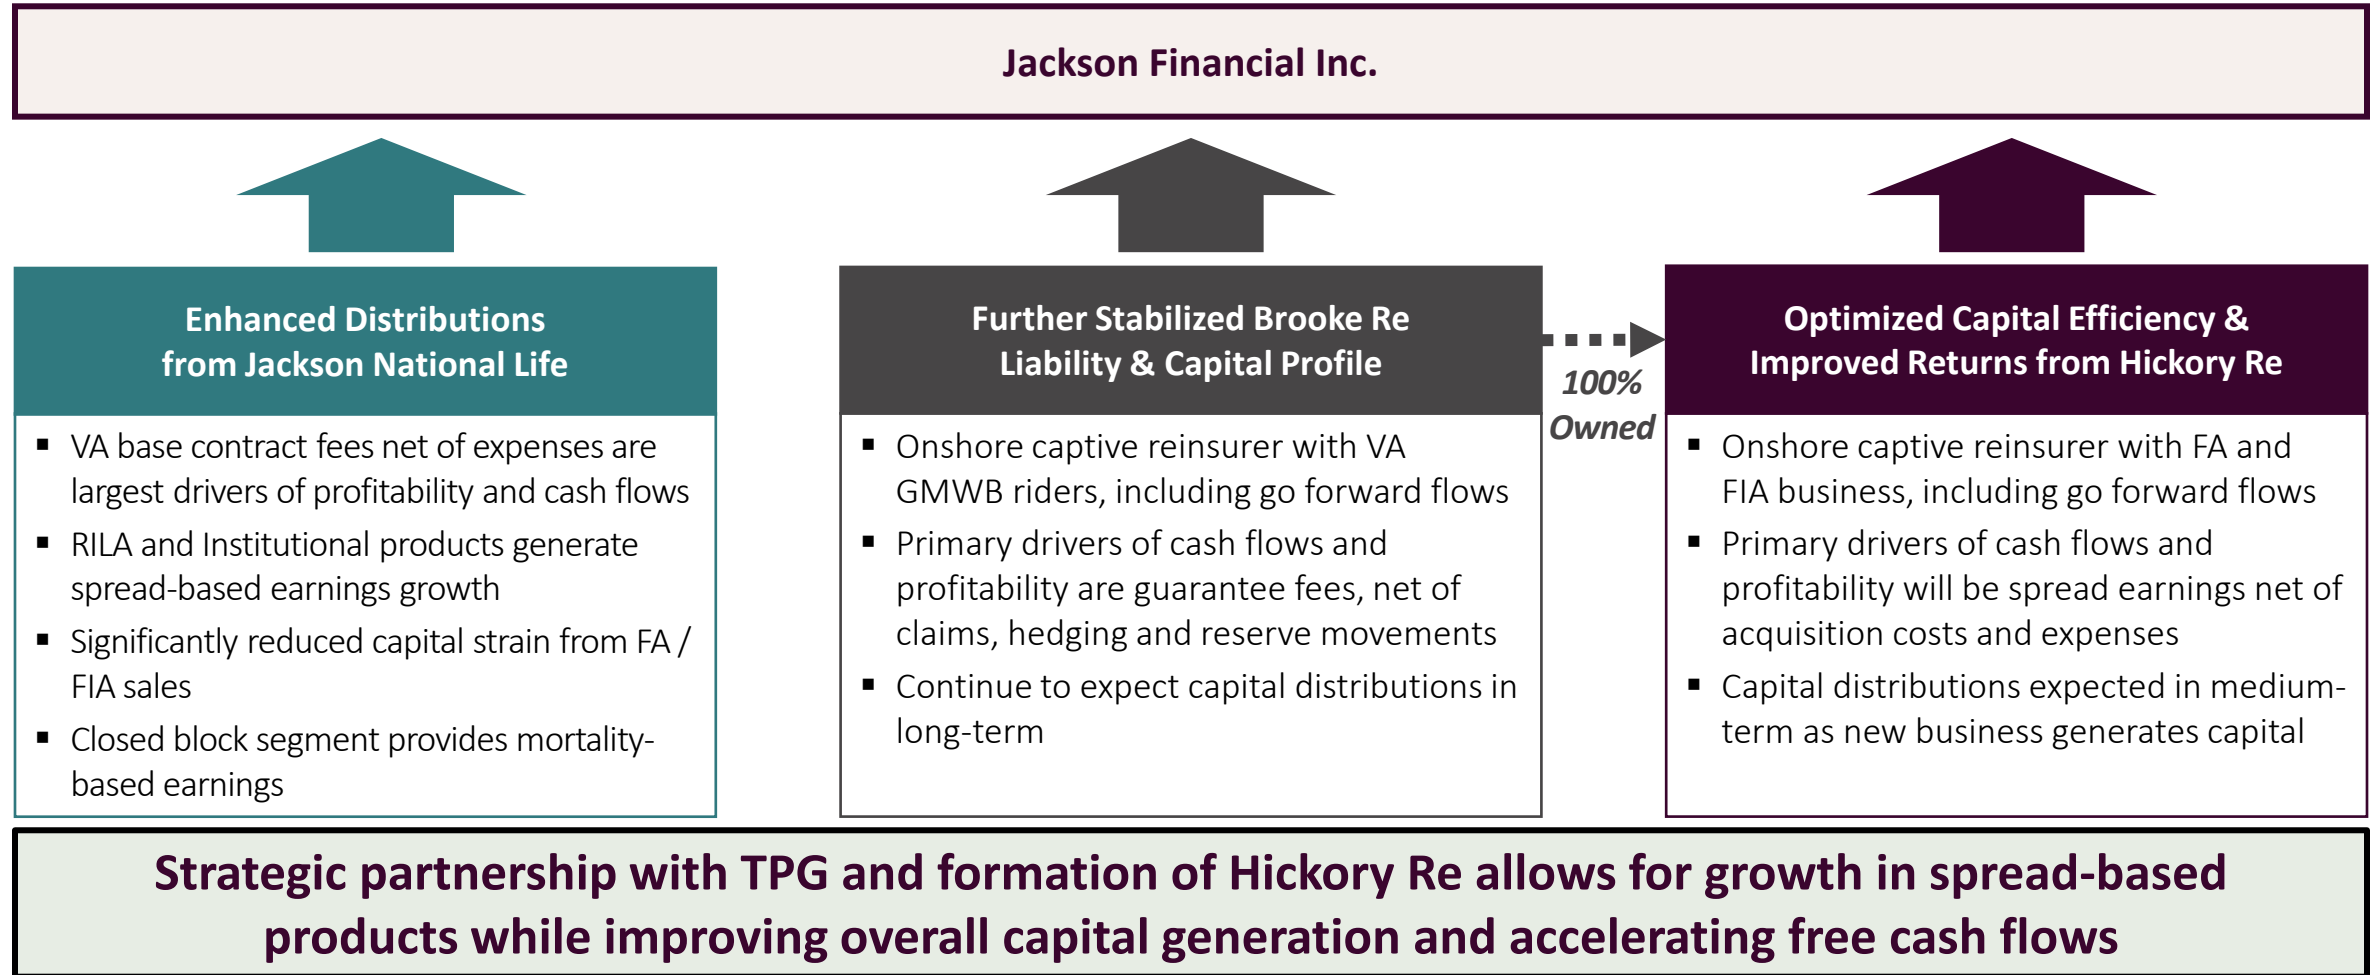 Jackson Financial Inc.
Enhanced Distributions
from Jackson National Life
▪ VA base contract fees net of expenses are
largest drivers of profitability and cash flows
▪ RILA and Institutional products generate
spread-based earnings growth
▪ Significantly reduced capital strain from FA /
FIA sales
▪ Closed block segment provides mortality-
based earnings
Further Stabilized Brooke Re
Liability & Capital Profile
▪ Onshore captive reinsurer with VA
GMWB riders, including go forward flows
▪ Primary drivers of cash flows and
profitability are guarantee fees, net of
claims, hedging and reserve movements
▪ Continue to expect capital distributions in
long-term
100%
Owned
Optimized Capital Efficiency &
Improved Returns from Hickory Re
▪ Onshore captive reinsurer with FA and
FIA business, including go forward flows
▪ Primary drivers of cash flows and
profitability will be spread earnings net of
acquisition costs and expenses
▪ Capital distributions expected in medium-
term as new business generates capital
Strategic partnership with TPG and formation of Hickory Re allows for growth in spread-based
products while improving overall capital generation and accelerating free cash flows